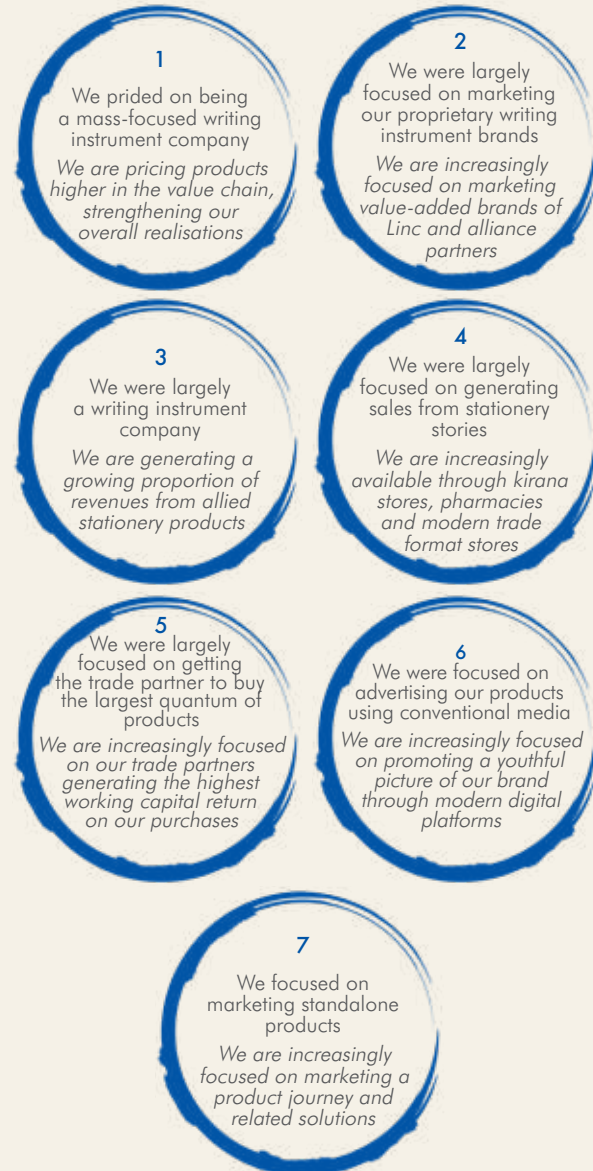 1
We prided on being
a mass-focused writing
instrument company
We are pricing products
higher in the value chain,
strengthening our
overall realisations
2
We were largely
focused on marketing
our proprietary writing
instrument brands
We are increasingly
focused on marketing
value-added brands of
Linc and alliance
partners
3
We were largely
a writing instrument
company
We are generating a
growing proportion of
revenues from allied
stationery products
4
We were largely
focused on generating
sales from stationery
stories
We are increasingly
available through kirana
stores, pharmacies
and modern trade
format stores
5
We were largely
focused on getting
the trade partner to buy
the largest quantum of
products
We are increasingly focused
on our trade partners
generating the highest
working capital return
on our purchases
6
We were focused on
advertising our products
using conventional media
We are increasingly focused
on promoting a youthful
picture of our brand
through modern digital
platforms
7
We focused on
marketing standalone
products
We are increasingly
focused on marketing a
product journey and
related solutions